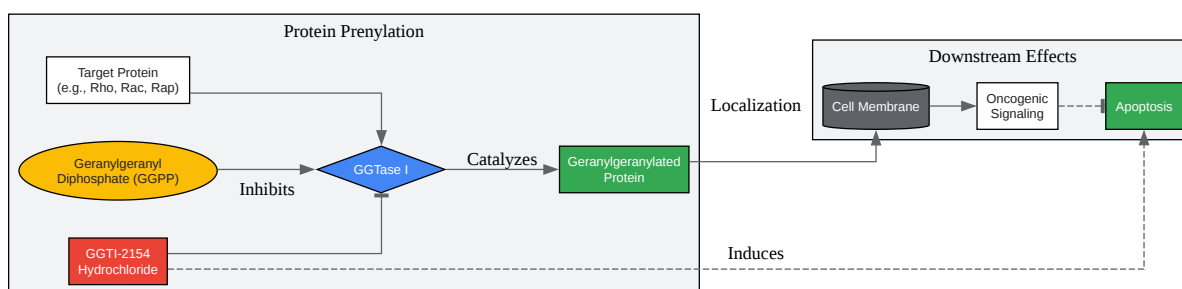 Protein Prenylation
Target Protein
(e.g., Rho, Rac, Rap)
Geranylgeranyl
Diphosphate (GGPP)
Inhibits
GGTase I
Catalyzes
Geranylgeranylated
Protein
GGTI-2154
Hydrochloride
Localization
Induces
Downstream Effects
Cell Membrane
Oncogenic
Signaling
Apoptosis